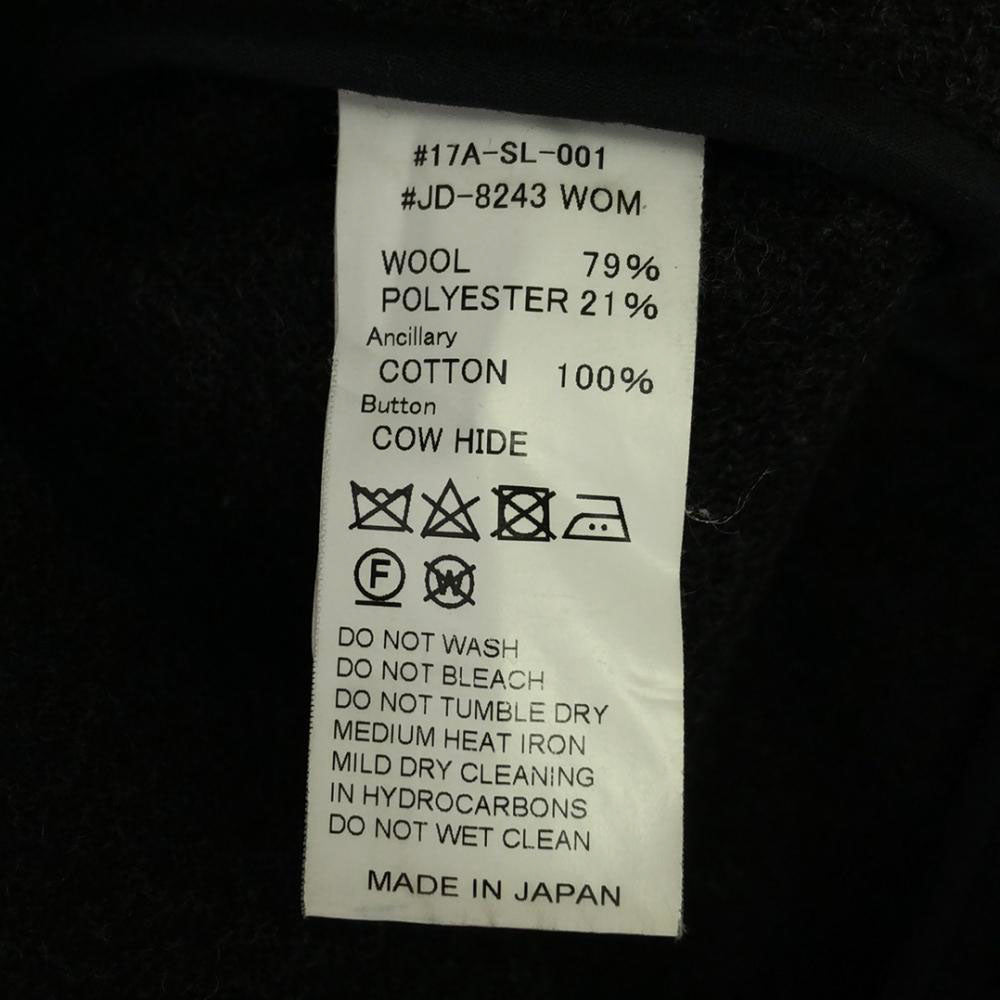 #17A-SL-001
#JD-8243 WOM
WOOL 79%
POLYESTER 21%
Ancillary
COTTON 100%
Button
COW HIDE
F W
DO NOT WASH
DO NOT BLEACH
DO NOT TUMBLE DRY
MEDIUM HEAT IRON
MILD DRY CLEANING
IN HYDROCARBONS
DO NOT WET CLEAN
MADE IN JAPAN